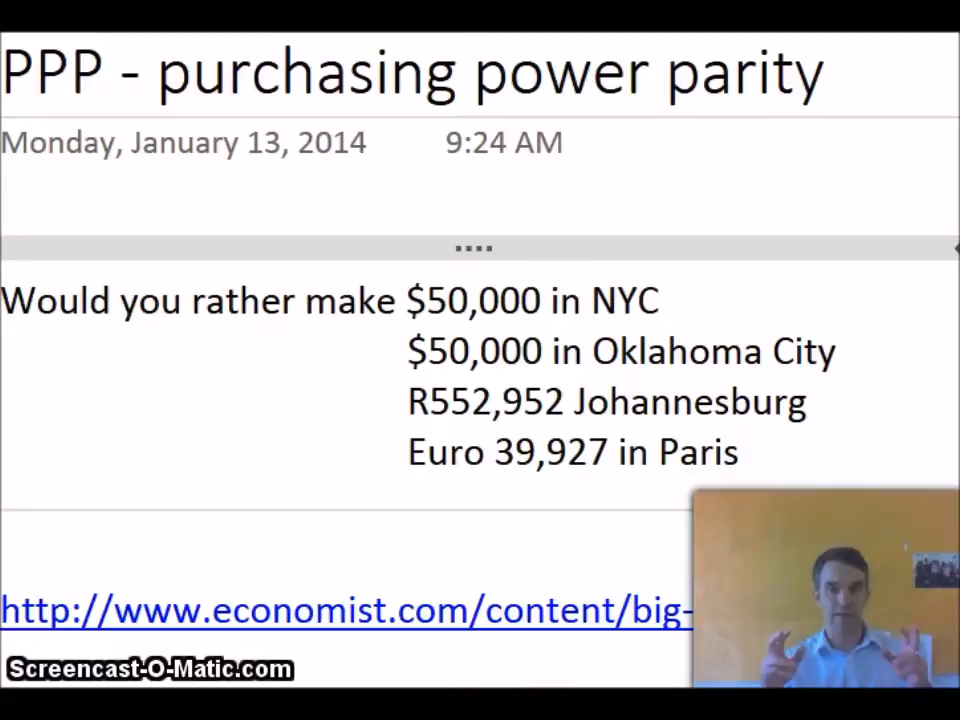 PPP - purchasing power parity
Monday, January 13, 2014 9:24 AM
Would you rather make $50,000 in NYC
$50,000 in Oklahoma City
R552,952 Johannesburg
Euro 39,927 in Paris
http://www.economist.com/content/big-
Screencast-O-Matic.com